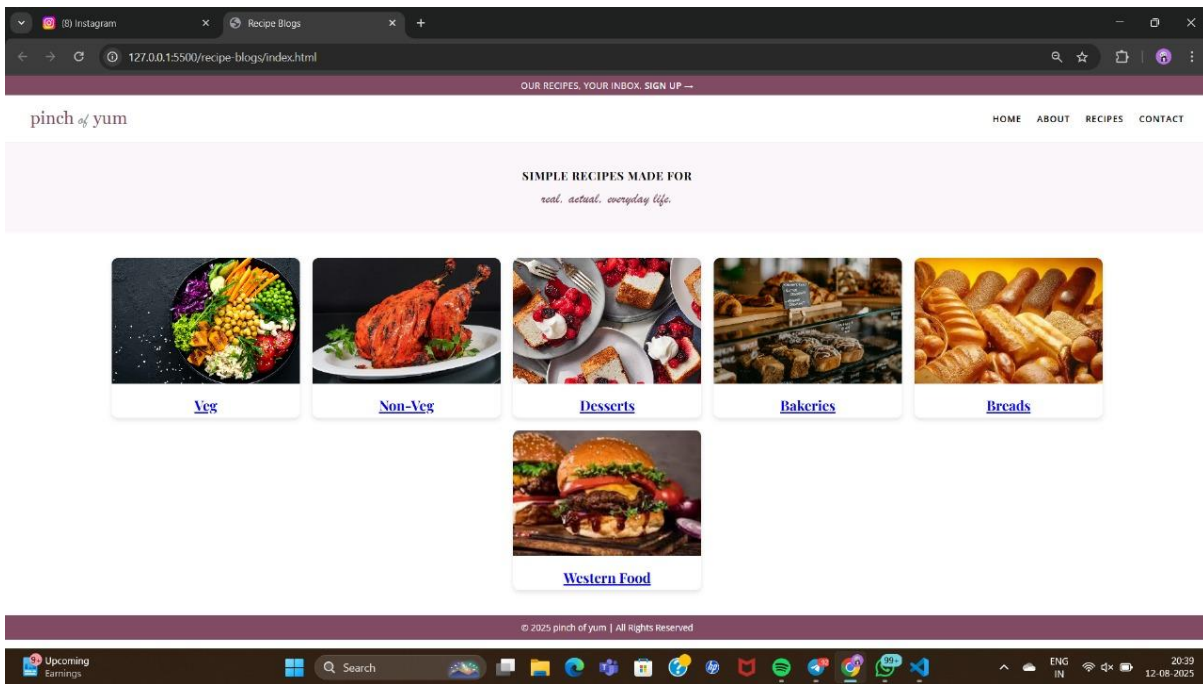 (8) Instagram
Recipe Blogs
127.0.0.1:5500/recipe-blogs/index.html
OUR RECIPES, YOUR INBOX. SIGN UP →
pinch of yum
HOME ABOUT RECIPES CONTACT
SIMPLE RECIPES MADE FOR
real. actual. everyday life.
Veg
Non-Veg
Desserts
Bakeries
Breads
Western Food
© 2025 pinch of yum | All Rights Reserved
9+
Upcoming
Earnings
Search
99+
ENG
IN
20:39
12-08-2025